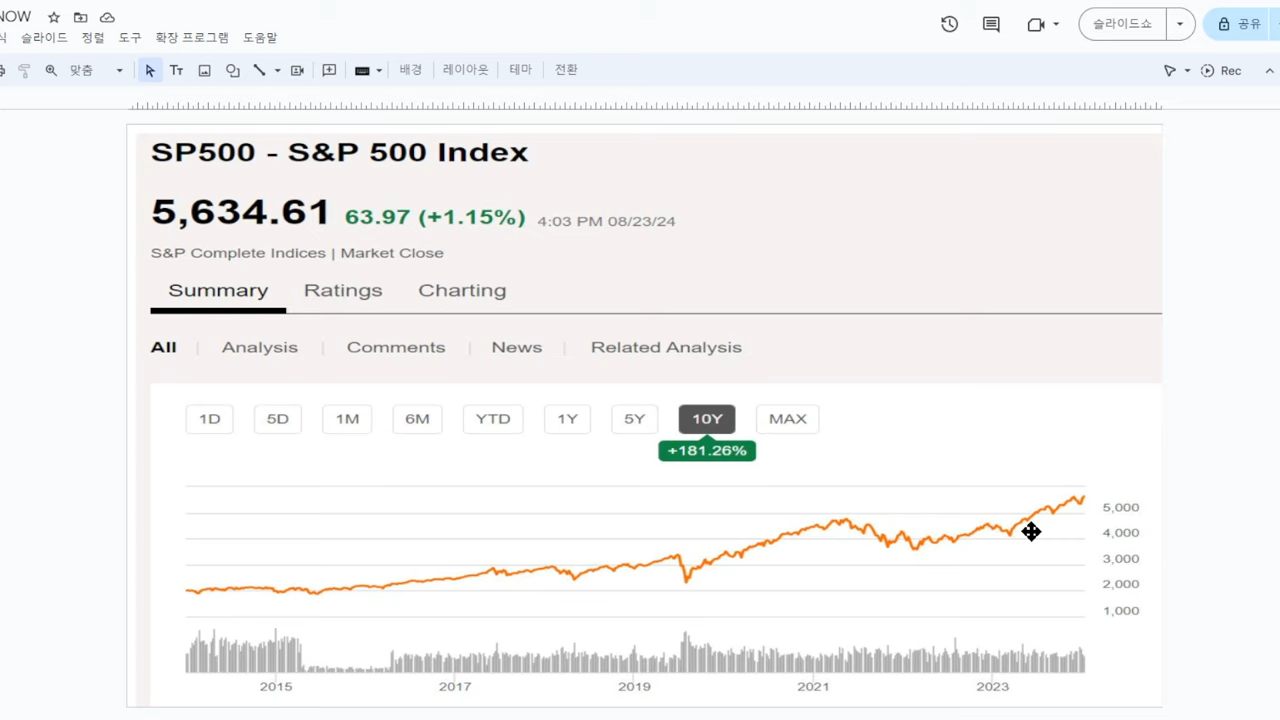 NOW
식 슬라이드 정렬 도구 확장 프로그램 도움말
슬라이드쇼
공유
맞춤
Tт
배경 레이아웃 테마 전환
Rec
SP500 - S&P 500 Index
5,634.61 63.97 (+1.15%) 4:03 PM 08/23/24
S&P Complete Indices | Market Close
Summary Ratings Charting
All | Analysis | Comments | News | Related Analysis
1D 5D 1M 6M YTD 1Y 5Y 10Y MAX
+181.26%
5,000
4,000
3,000
2,000
1,000
2015 2017 2019 2021 2023